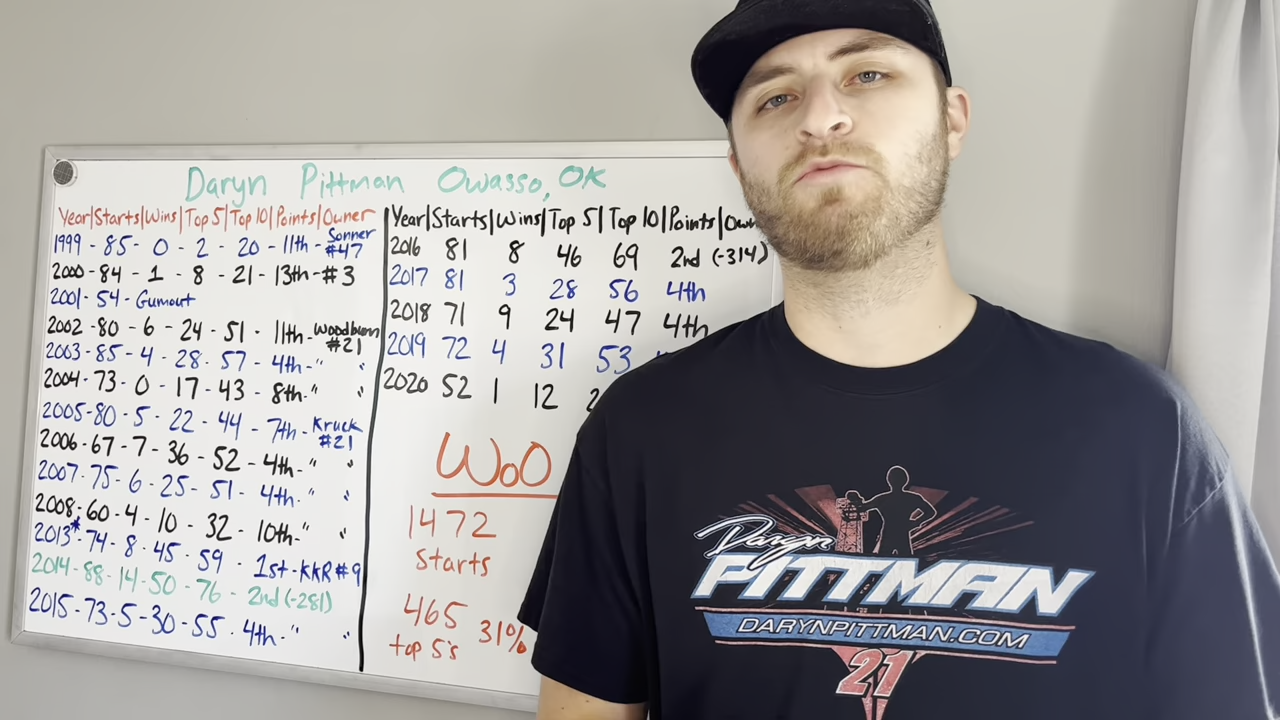 Daryn Pittman Owasso, OK
Year|Starts|Wins|Top 5|Top 10|Points|Owner
1999 - 85 - 0 - 2 - 20 - 11th - Sonner #47
2000 - 84 - 1 - 8 - 21 - 13th - #3
2001 - 54 - Gumout
2002 - 80 - 6 - 24 - 51 - 11th - Woodburn #21
2003 - 85 - 4 - 28 - 57 - 4th - " "
2004 - 73 - 0 - 17 - 43 - 8th - " "
2005 - 80 - 5 - 22 - 44 - 7th - Kruck #21
2006 - 67 - 7 - 36 - 52 - 4th - " "
2007 - 75 - 6 - 25 - 51 - 4th - " "
2008 - 60 - 4 - 10 - 32 - 10th - " "
2013* - 74 - 8 - 45 - 59 - 1st - KKR #9
2014 - 88 - 14 - 50 - 76 - 2nd (-281)
2015 - 73 - 5 - 30 - 55 - 4th - " "
Year|Starts|Wins|Top 5|Top 10|Points|
2016 81 8 46 69 2nd (-314)
2017 81 3 28 56 4th
2018 71 9 24 47 4th
2019 72 4 31 53
2020 52 1 12
WoO
1472
Starts
465 31%
top 5's
Daryn
PITTMAN
DARYNPITTMAN.COM
21